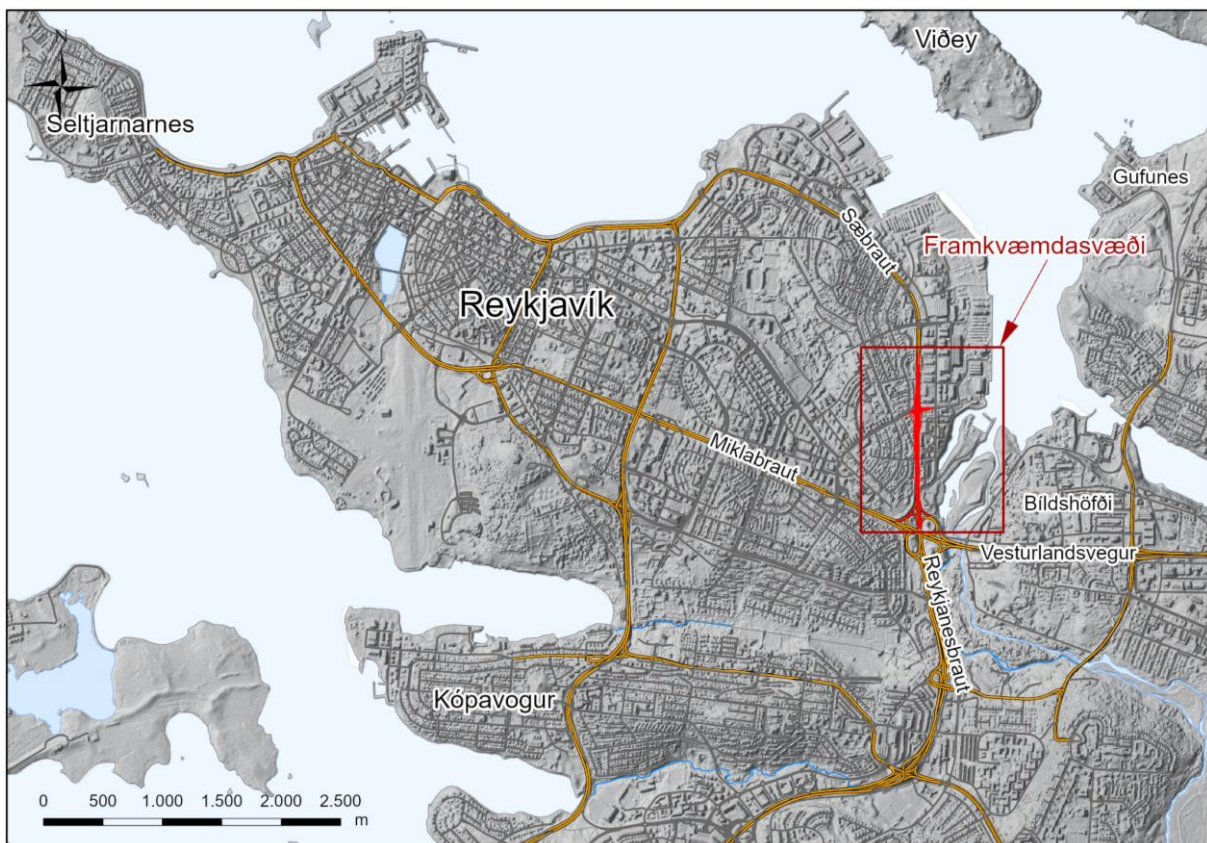 N
Viðey
Seltjarnarnes
Gufunes
Sæbraut
Framkvæmdasvæði
Reykjavík
Miklabraut
Bíldshöfði
Vesturlandsvegur
Reykjanesbraut
Kópavogur
0 500 1.000 1.500 2.000 2.500
m